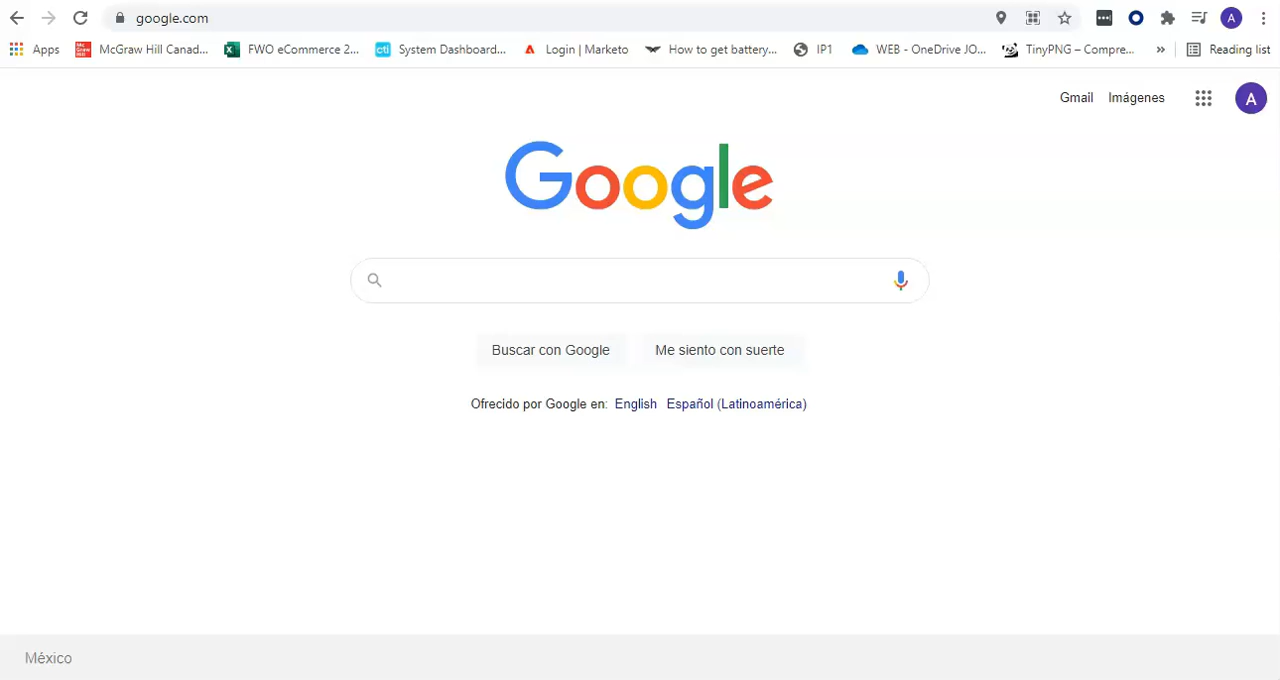 google.com
A
Apps McGraw Hill Canad... FWO eCommerce 2... cti System Dashboard... Login | Marketo How to get battery... IP1 WEB - OneDrive JO... TinyPNG – Compre... » Reading list
Gmail Imágenes A
Google
Buscar con Google Me siento con suerte
Ofrecido por Google en: English Español (Latinoamérica)
México